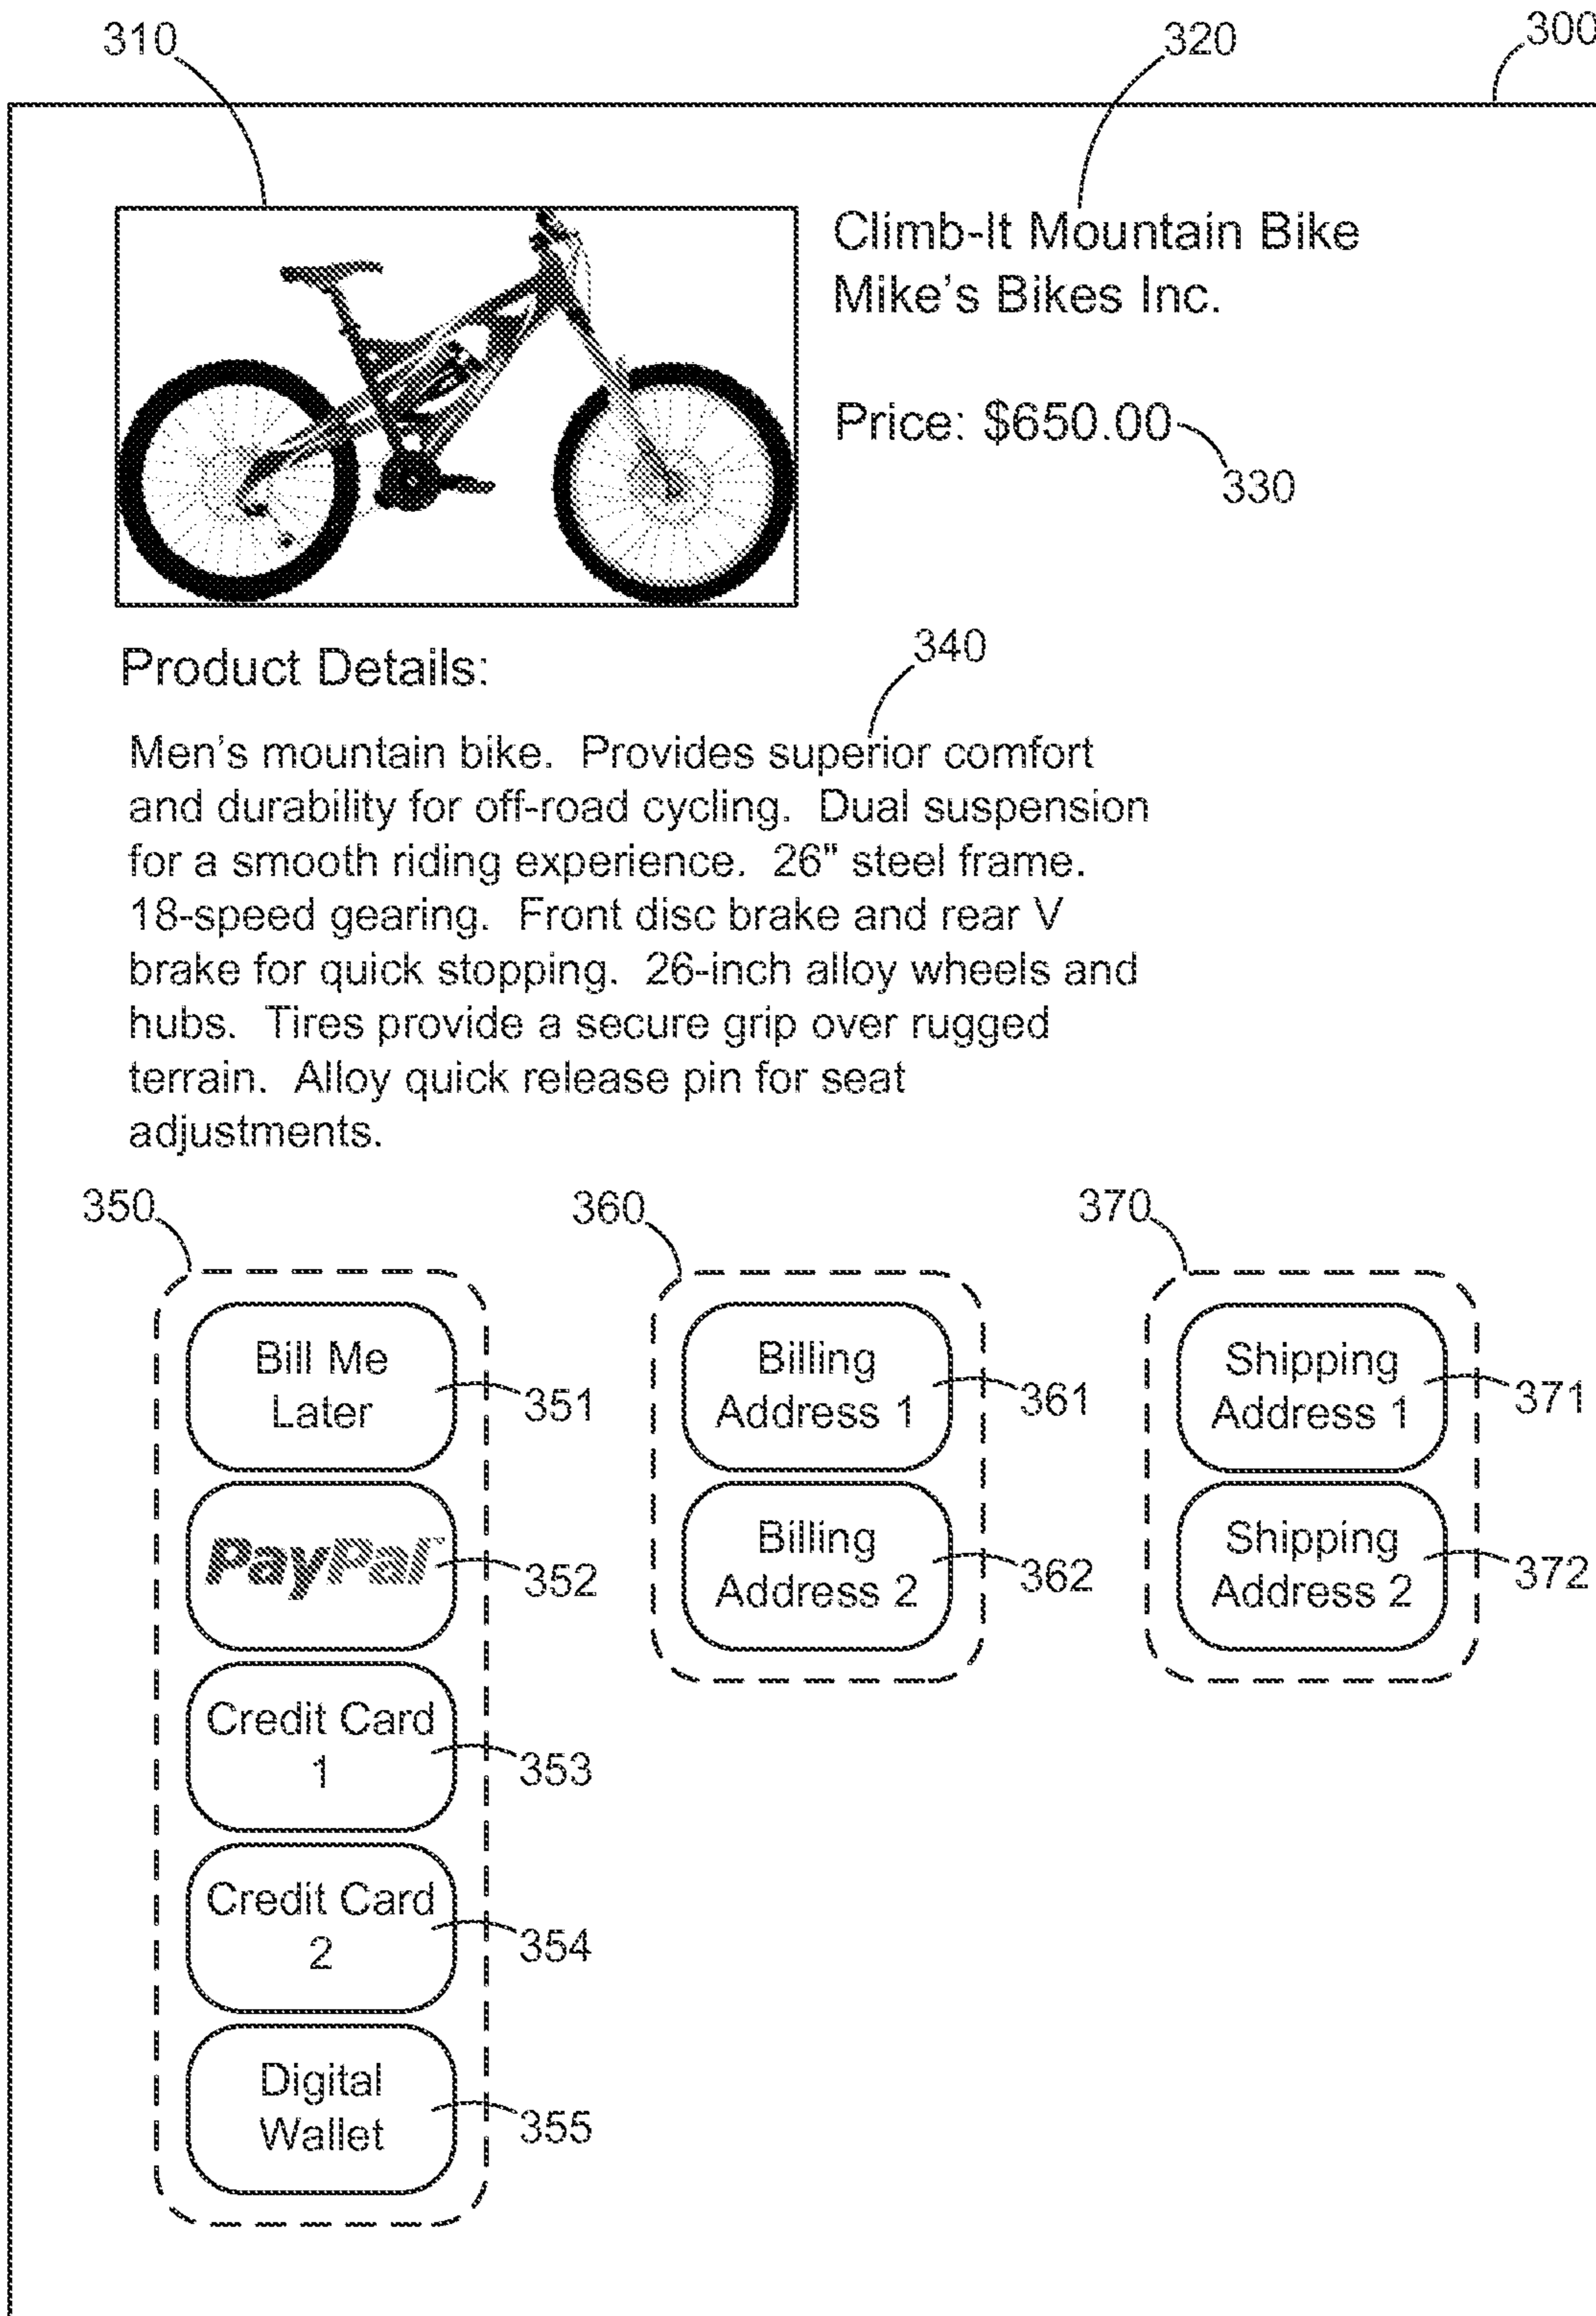 310
320
300
Climb-It Mountain Bike
Mike's Bikes Inc.
Price: $650.00
330
Product Details:
340
Men's mountain bike.  Provides superior comfort
and durability for off-road cycling.  Dual suspension
for a smooth riding experience.  26" steel frame.
18-speed gearing.  Front disc brake and rear V
brake for quick stopping.  26-inch alloy wheels and
hubs.  Tires provide a secure grip over rugged
terrain.  Alloy quick release pin for seat
adjustments.
350
Bill Me
Later
351
PayPal
352
Credit Card
1
353
Credit Card
2
354
Digital
Wallet
355
360
Billing
Address 1
361
Billing
Address 2
362
370
Shipping
Address 1
371
Shipping
Address 2
372